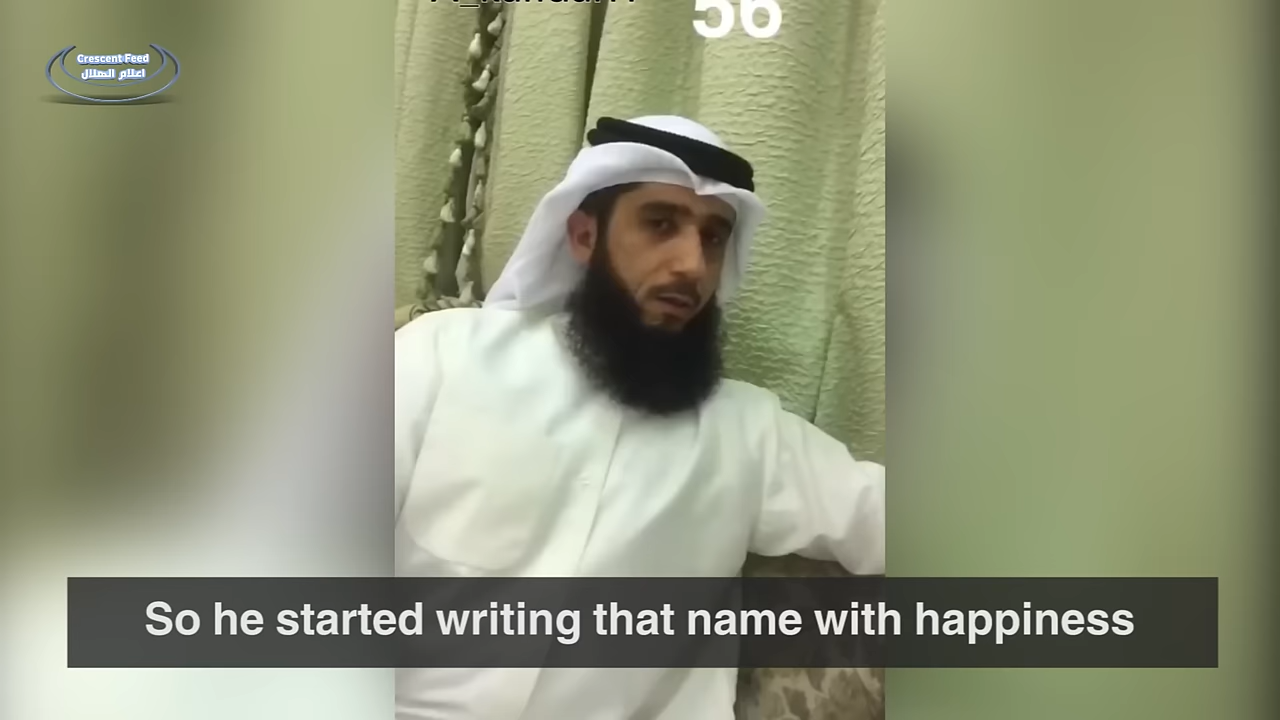 56
Crescent Feed
اعلام الهلال
So he started writing that name with happiness